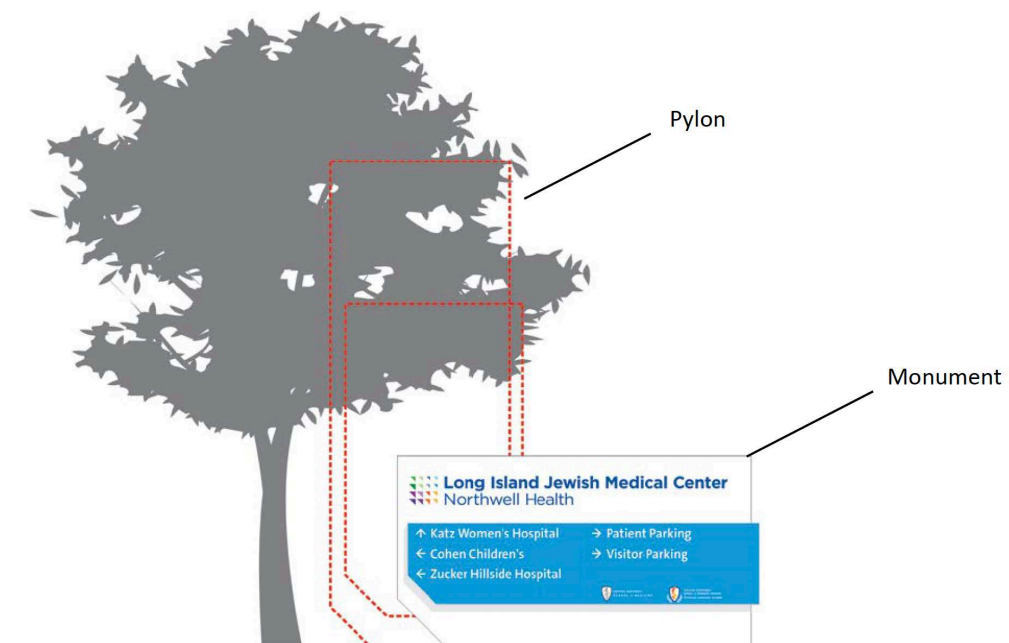 Pylon
Monument
Long Island Jewish Medical Center
Northwell Health
↑ Katz Women's Hospital
← Cohen Children's
← Zucker Hillside Hospital
→ Patient Parking
→ Visitor Parking